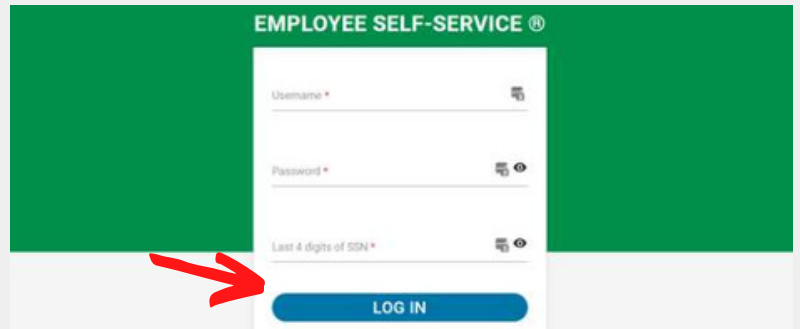 EMPLOYEE SELF-SERVICE ®
Username *
Password *
Last 4 digits of SSN *
LOG IN